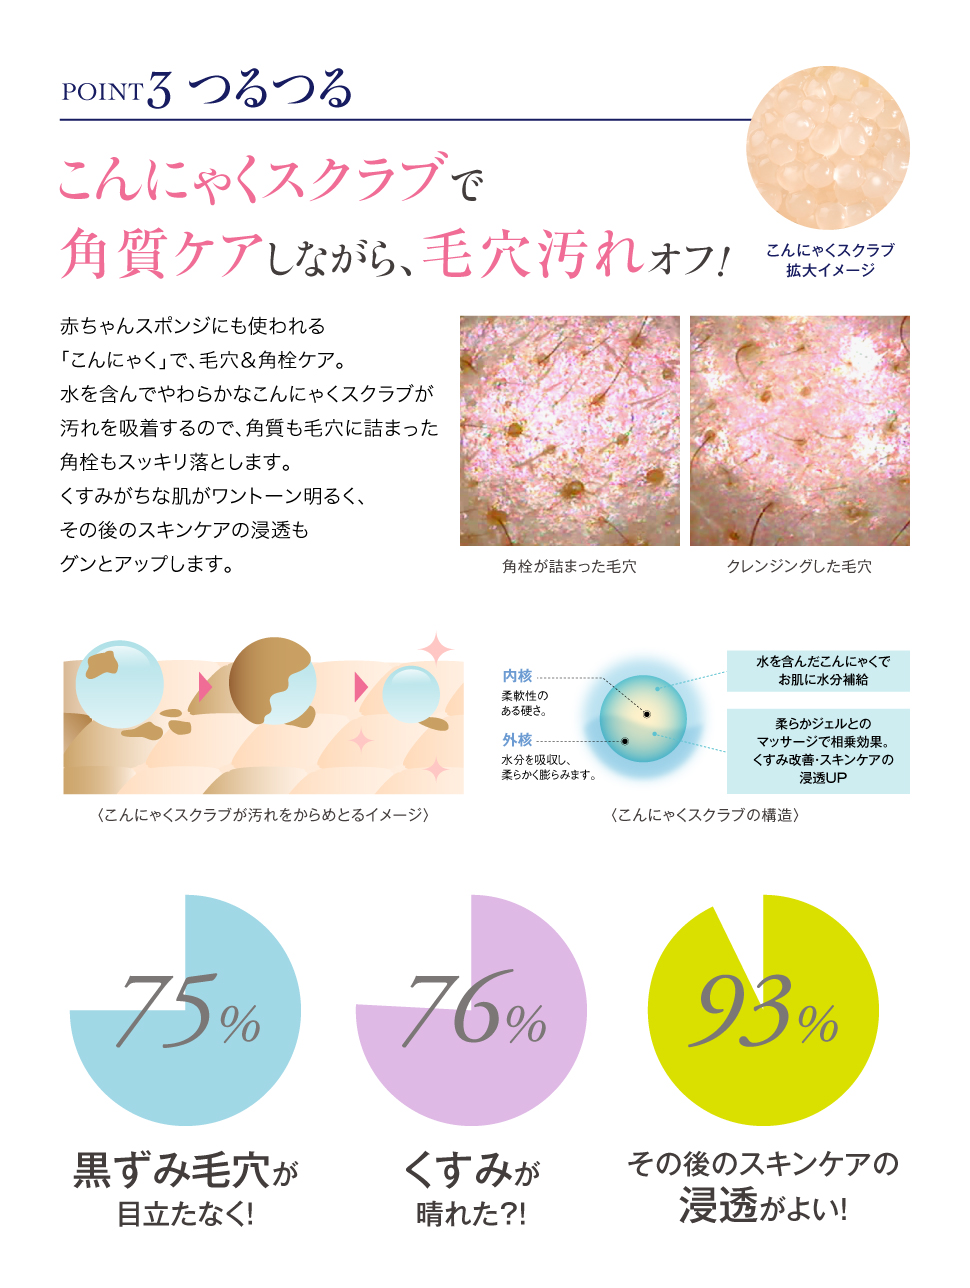 POINT3 つるつる
こんにゃくスクラブで
角質ケアしながら、毛穴汚れオフ!
こんにゃくスクラブ
拡大イメージ
赤ちゃんスポンジにも使われる
「こんにゃく」で、毛穴&角栓ケア。
水を含んでやわらかなこんにゃくスクラブが
汚れを吸着するので、角質も毛穴に詰まった
角栓もスッキリ落とします。
くすみがちな肌がワントーン明るく、
その後のスキンケアの浸透も
グンとアップします。
角栓が詰まった毛穴
クレンジングした毛穴
内核
柔軟性の
ある硬さ。
外核
水分を吸収し、
柔らかく膨らみます。
水を含んだこんにゃくで
お肌に水分補給
柔らかジェルとの
マッサージで相乗効果。
くすみ改善・スキンケアの
浸透UP
〈こんにゃくスクラブが汚れをからめとるイメージ〉
〈こんにゃくスクラブの構造〉
75%
76%
93%
黒ずみ毛穴が
目立たなく!
くすみが
晴れた?!
その後のスキンケアの
浸透がよい!